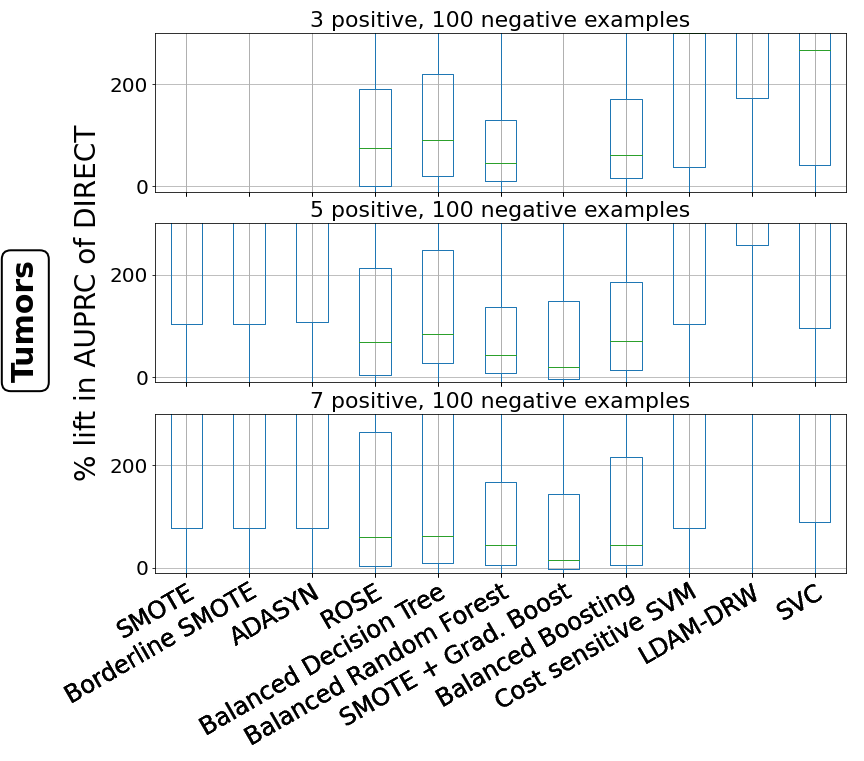 3 positive, 100 negative examples
200
0
5 positive, 100 negative examples
200
0
7 positive, 100 negative examples
200
0
Tumors
% lift in AUPRC of DIRECT
SMOTE
Borderline SMOTE
ADASYN
ROSE
Balanced Decision Tree
Balanced Random Forest
SMOTE + Grad. Boost
Balanced Boosting
Cost sensitive SVM
LDAM-DRW
SVC